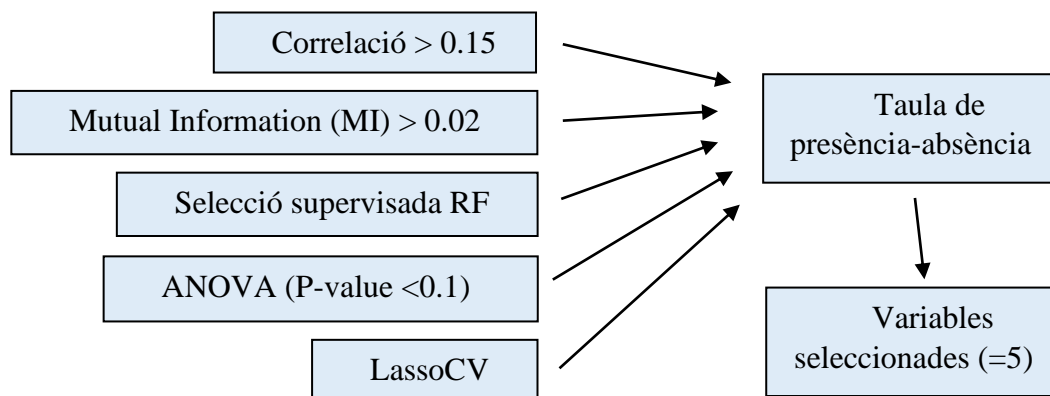 Correlació > 0.15
Mutual Information (MI) > 0.02
Selecció supervisada RF
ANOVA (P-value <0.1)
LassoCV
Taula de
presència-absència
Variables
seleccionades (=5)